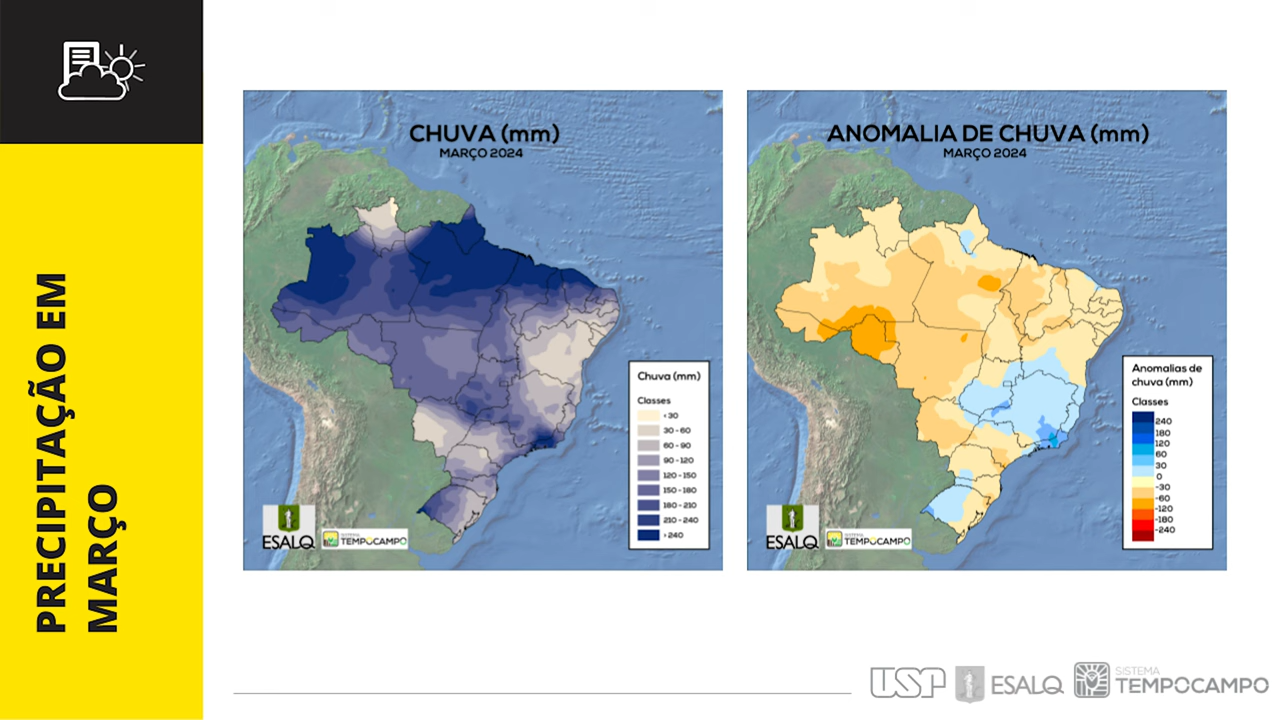 PRECIPITAÇÃO EM
MARÇO
CHUVA (mm)
MARÇO 2024
Chuva (mm)
Classes
< 30
30 - 60
60 - 90
90 - 120
120 - 150
150 - 180
180 - 210
210 - 240
> 240
ESALQ
SISTEMA
TEMPOCAMPO
ANOMALIA DE CHUVA (mm)
MARÇO 2024
Anomalias de
chuva (mm)
Classes
240
180
120
60
30
0
-30
-60
-120
-180
-240
ESALQ
SISTEMA
TEMPOCAMPO
USP
ESALQ
SISTEMA
TEMPOCAMPO